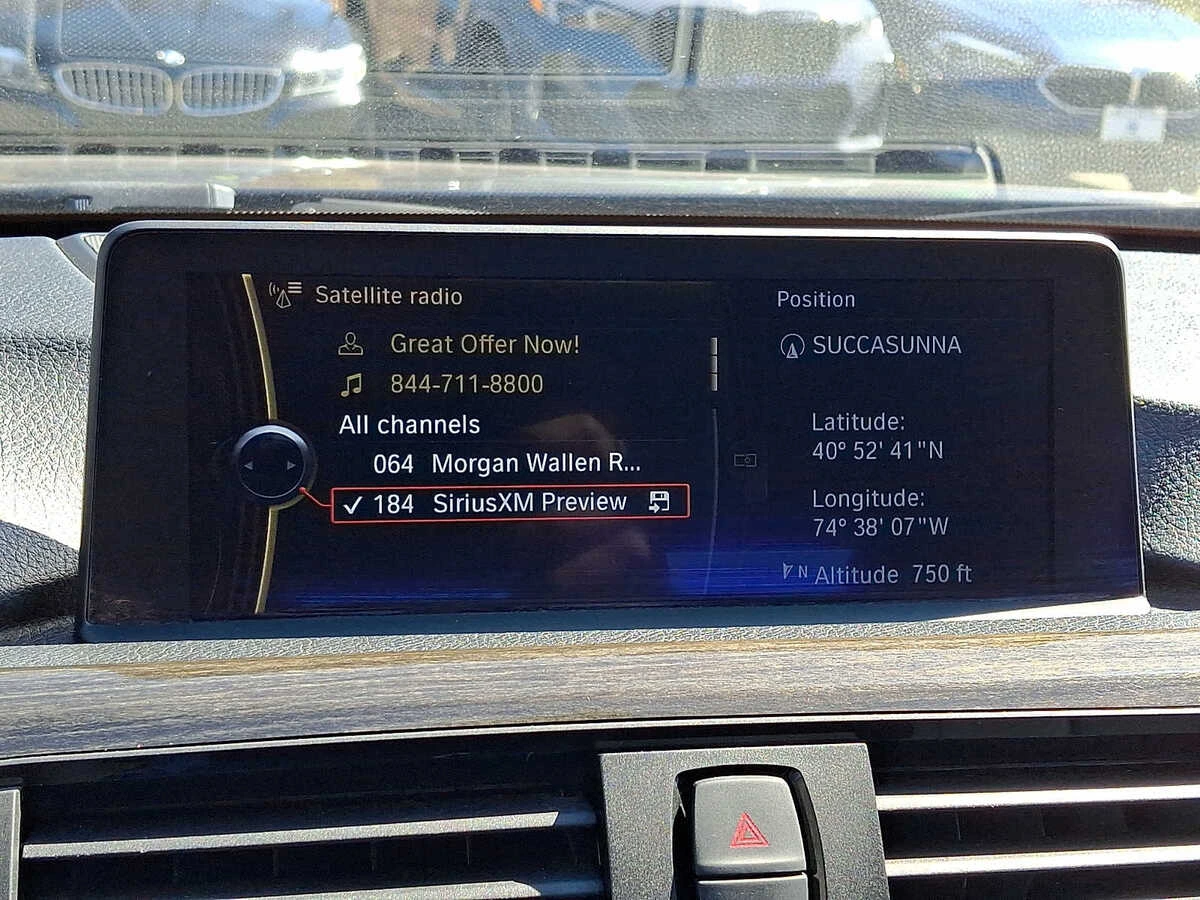 Satellite radio
Great Offer Now!
844-711-8800
All channels
064 Morgan Wallen R...
✓ 184 SiriusXM Preview
Position
SUCCASUNNA
Latitude:
40° 52' 41"N
Longitude:
74° 38' 07"W
N Altitude 750 ft